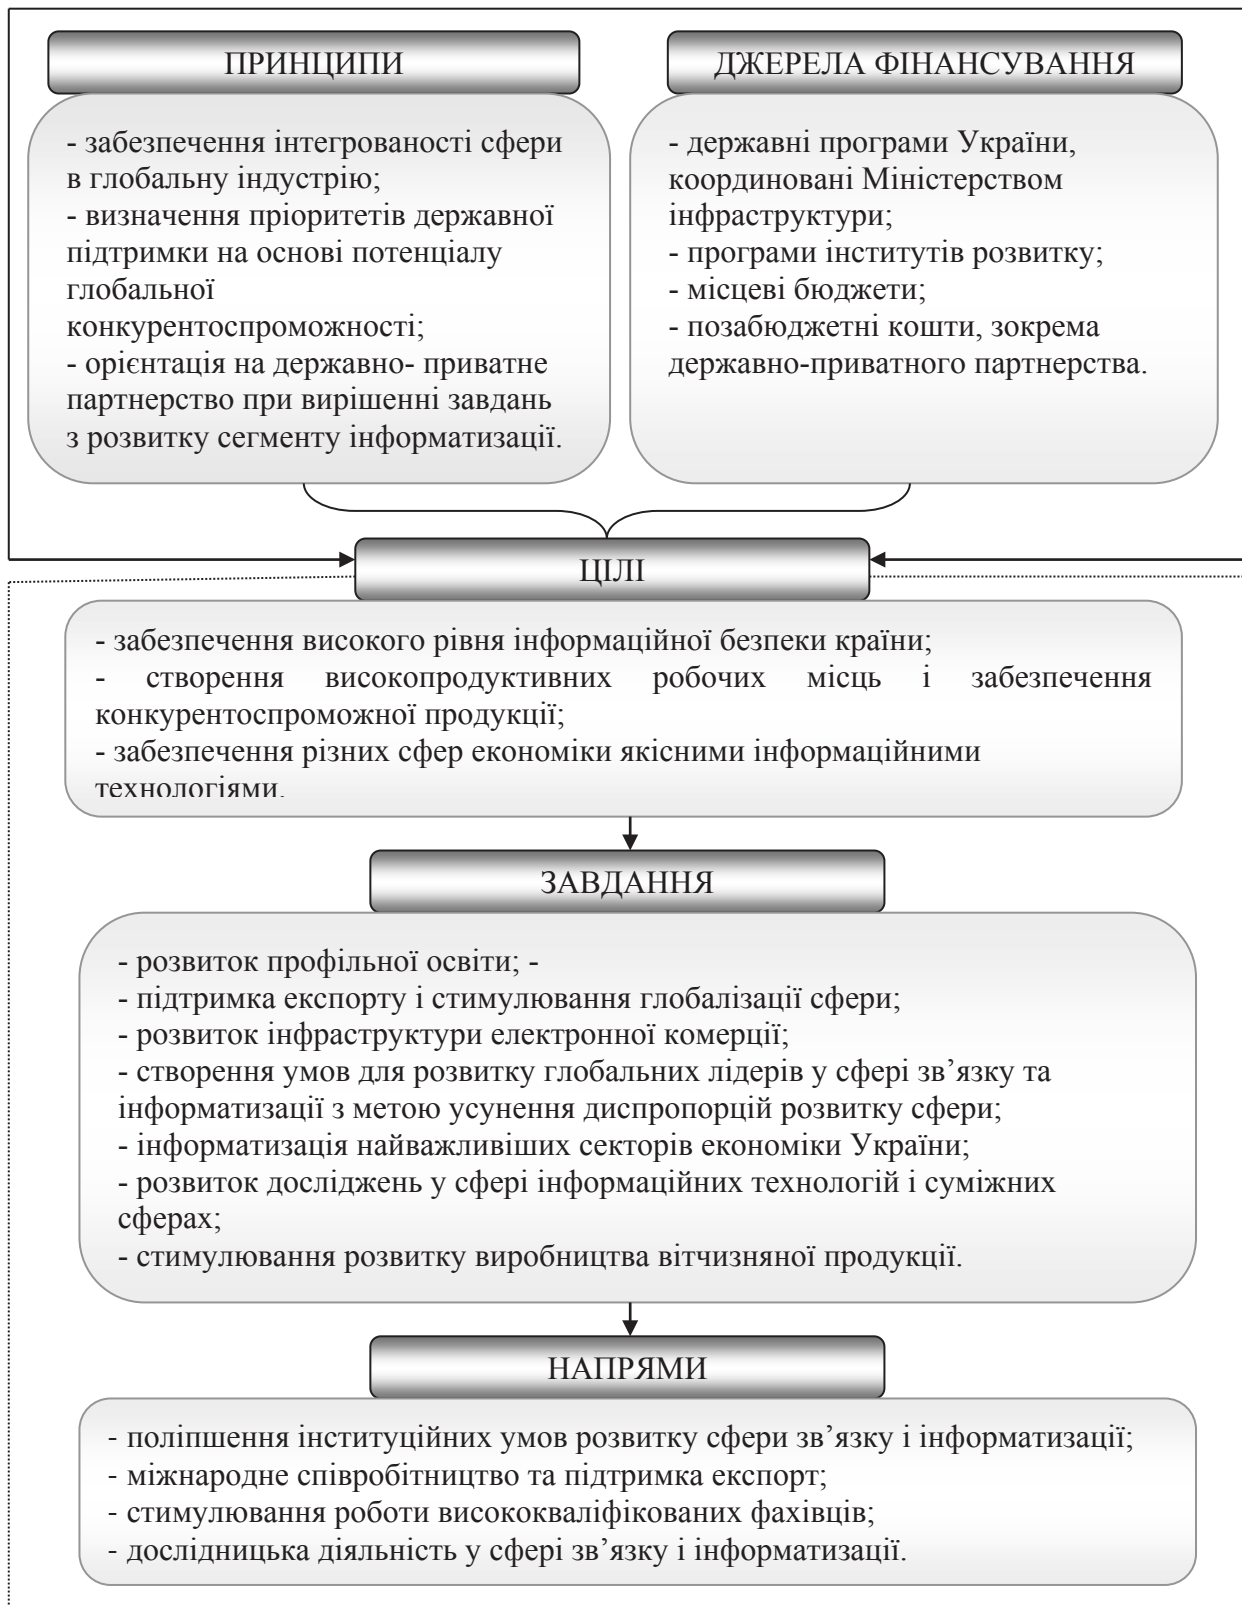 ПРИНЦИПИ
- забезпечення інтегрованості сфери
в глобальну індустрію;
- визначення пріоритетів державної
підтримки на основі потенціалу
глобальної
конкурентоспроможності;
- орієнтація на державно- приватне
партнерство при вирішенні завдань
з розвитку сегменту інформатизації.
ДЖЕРЕЛА ФІНАНСУВАННЯ
- державні програми України,
координовані Міністерством
інфраструктури;
- програми інститутів розвитку;
- місцеві бюджети;
- позабюджетні кошти, зокрема
державно-приватного партнерства.
ЦІЛІ
- забезпечення високого рівня інформаційної безпеки країни;
- створення високопродуктивних робочих місць і забезпечення
конкурентоспроможної продукції;
- забезпечення різних сфер економіки якісними інформаційними
технологіями.
ЗАВДАННЯ
- розвиток профільної освіти; -
- підтримка експорту і стимулювання глобалізації сфери;
- розвиток інфраструктури електронної комерції;
- створення умов для розвитку глобальних лідерів у сфері зв’язку та
інформатизації з метою усунення диспропорцій розвитку сфери;
- інформатизація найважливіших секторів економіки України;
- розвиток досліджень у сфері інформаційних технологій і суміжних
сферах;
- стимулювання розвитку виробництва вітчизняної продукції.
НАПРЯМИ
- поліпшення інституційних умов розвитку сфери зв’язку і інформатизації;
- міжнародне співробітництво та підтримка експорт;
- стимулювання роботи висококваліфікованих фахівців;
- дослідницька діяльність у сфері зв’язку і інформатизації.